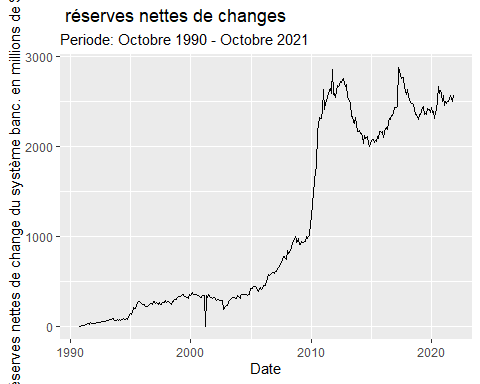 réserves nettes de changes
Periode: Octobre 1990 - Octobre 2021
éserves nettes de change du système banc. en millions de
3000
2000
1000
0
1990
2000
2010
2020
Date